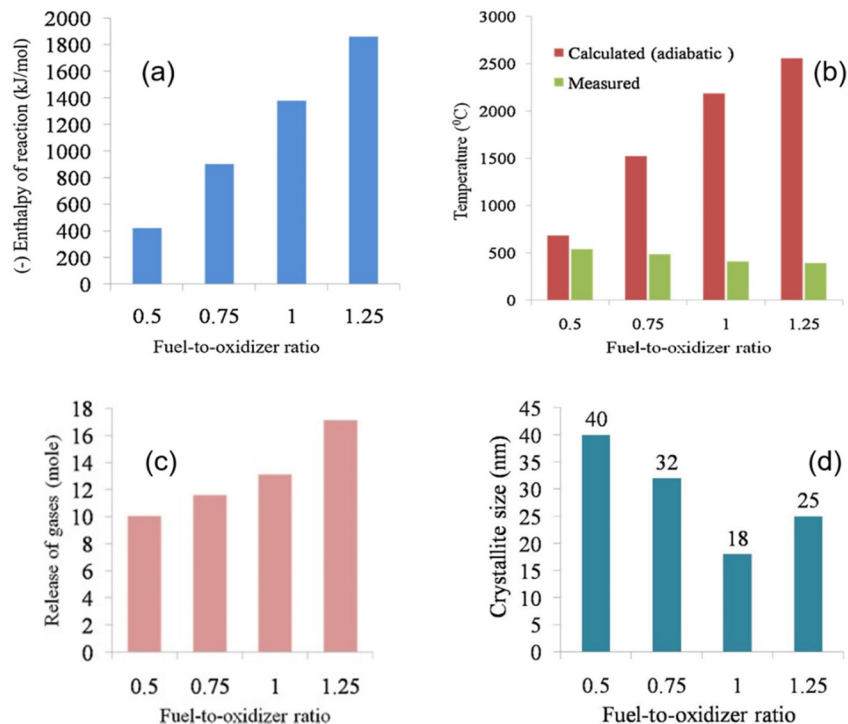 (a)
(-) Enthalpy of reaction (kJ/mol)
2000
1800
1600
1400
1200
1000
800
600
400
200
0
0.5 0.75 1 1.25
Fuel-to-oxidizer ratio
(b)
Temperature (⁰C)
3000
2500
2000
1500
1000
500
0
Calculated (adiabatic )
Measured
0.5 0.75 1 1.25
Fuel-to-oxidizer ratio
(c)
Release of gases (mole)
18
16
14
12
10
8
6
4
2
0
0.5 0.75 1 1.25
Fuel-to-oxidizer ratio
(d)
Crystallite size (nm)
45
40
35
30
25
20
15
10
5
0
40
32
18
25
0.5 0.75 1 1.25
Fuel-to-oxidizer ratio